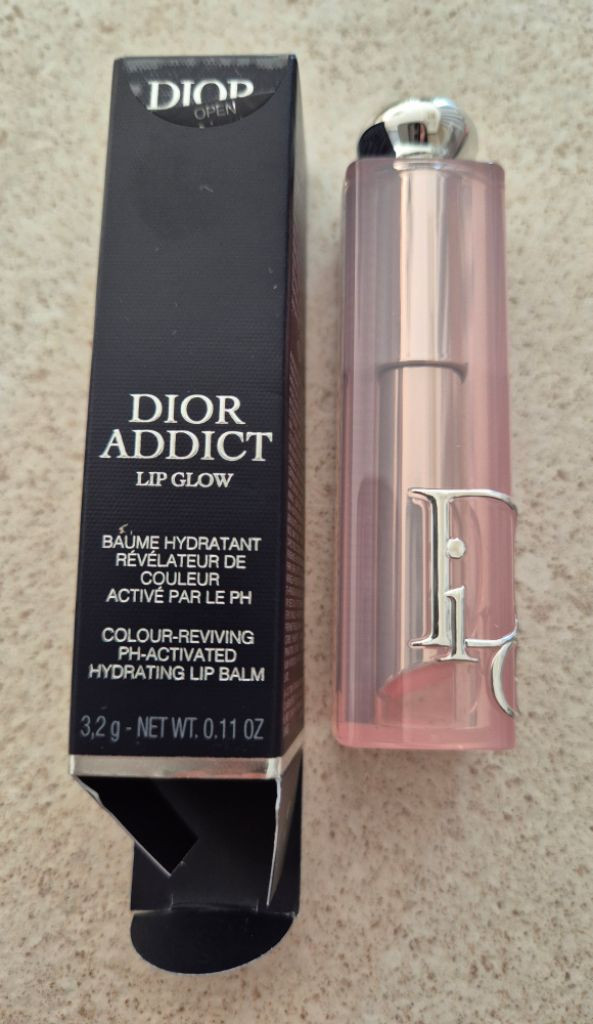 DIOR
OPEN
DIOR
ADDICT
LIP GLOW
BAUME HYDRATANT
RÉVÉLATEUR DE
COULEUR
ACTIVÉ PAR LE PH
COLOUR-REVIVING
PH-ACTIVATED
HYDRATING LIP BALM
3,2 g - NET WT. 0.11 OZ
Di